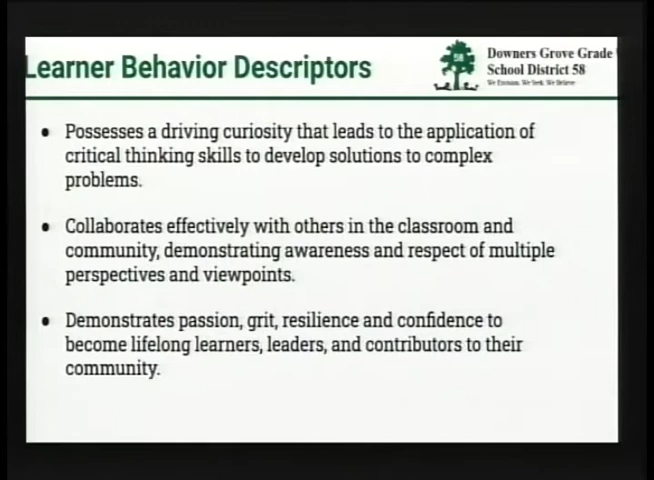 Learner Behavior Descriptors
58
Downers Grove Grade
School District 58
We Envision. We Seek. We Believe
• Possesses a driving curiosity that leads to the application of
critical thinking skills to develop solutions to complex
problems.
• Collaborates effectively with others in the classroom and
community, demonstrating awareness and respect of multiple
perspectives and viewpoints.
• Demonstrates passion, grit, resilience and confidence to
become lifelong learners, leaders, and contributors to their
community.